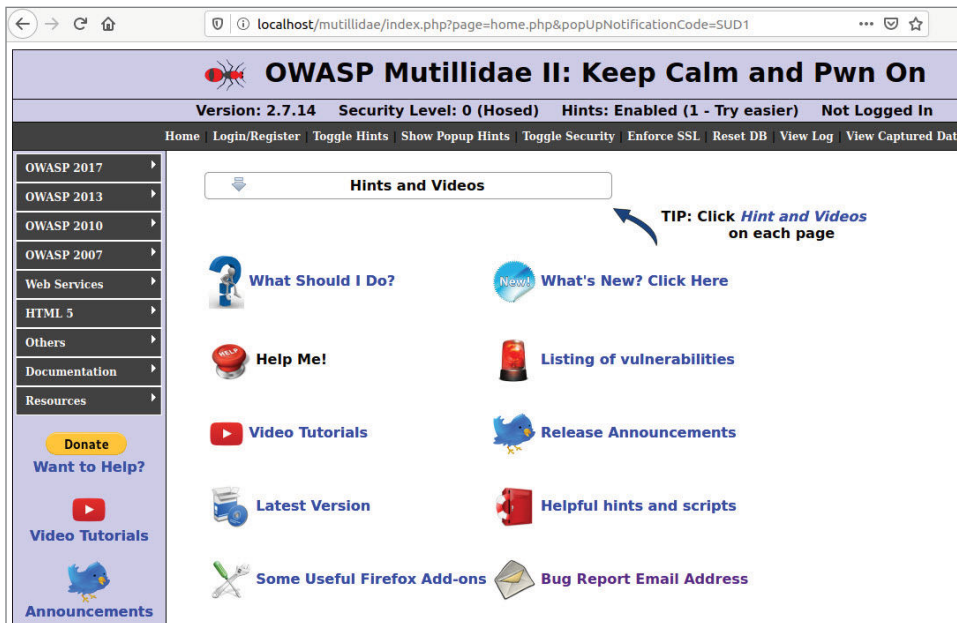 localhost/mutillidae/index.php?page=home.php&popUpNotificationCode=SUD1
OWASP Mutillidae II: Keep Calm and Pwn On
Version: 2.7.14 Security Level: 0 (Hosed) Hints: Enabled (1 - Try easier) Not Logged In
Home | Login/Register | Toggle Hints | Show Popup Hints | Toggle Security | Enforce SSL | Reset DB | View Log | View Captured Dat
OWASP 2017
OWASP 2013
OWASP 2010
OWASP 2007
Web Services
HTML 5
Others
Documentation
Resources
Donate
Want to Help?
Video Tutorials
Announcements
Hints and Videos
TIP: Click Hint and Videos
on each page
What Should I Do?
New!
What's New? Click Here
HELP
Help Me!
Listing of vulnerabilities
Video Tutorials
Release Announcements
Latest Version
Helpful hints and scripts
Some Useful Firefox Add-ons
Bug Report Email Address